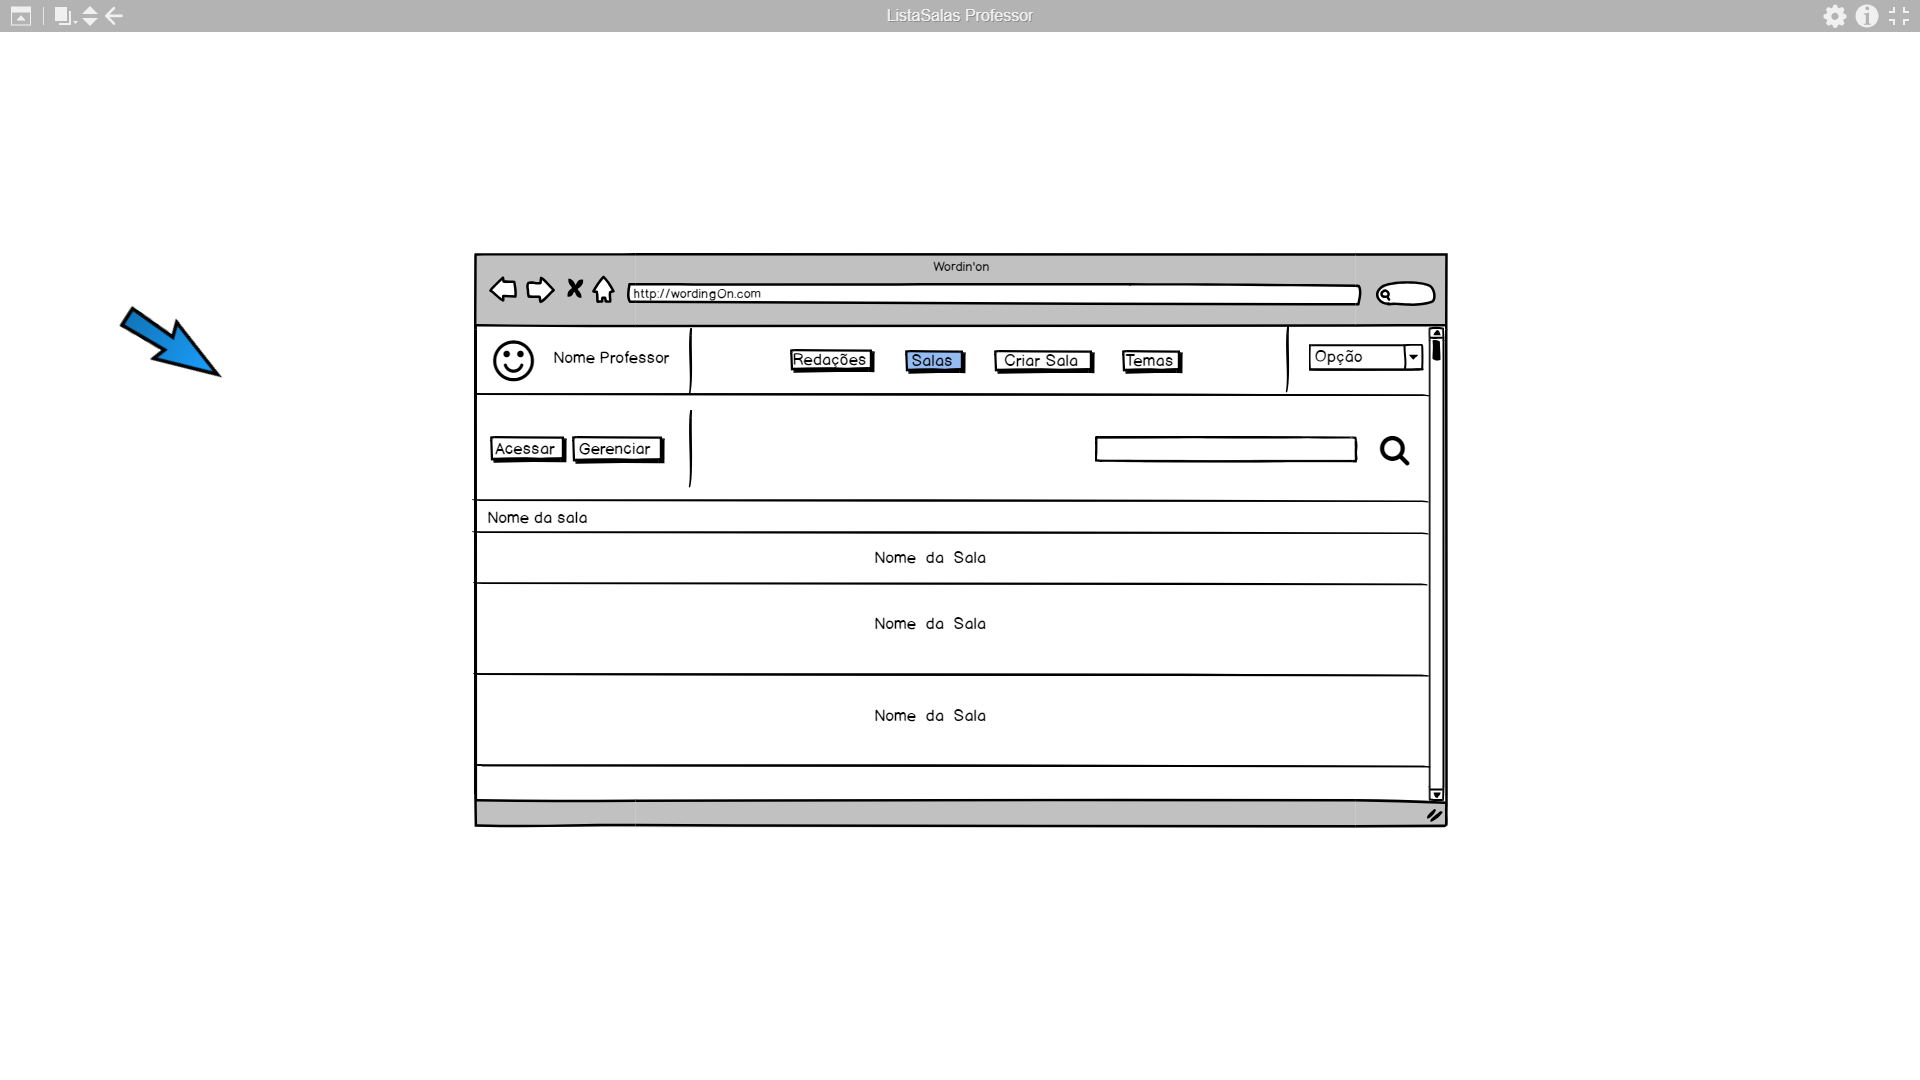 ListaSalas Professor
Wordin'on
http://wordingOn.com
Nome Professor
Redações
Salas
Criar Sala
Temas
Opção
Acessar
Gerenciar
Nome da sala
Nome da Sala
Nome da Sala
Nome da Sala